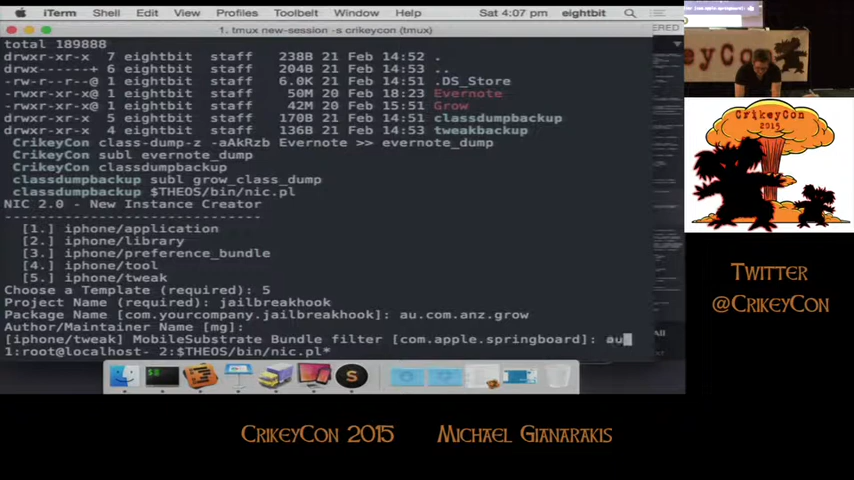 iTerm Shell Edit View Profiles Toolbelt Window Help Sat 4:07 pm eightbit
1. tmux new-session -s crikeycon (tmux)
total 189888
drwxr-xr-x 7 eightbit staff 238B 21 Feb 14:52 .
drwx------+ 6 eightbit staff 204B 21 Feb 14:53 ..
-rw-r--r--@ 1 eightbit staff 6.0K 21 Feb 14:51 .DS_Store
-rwxr-xr-x@ 1 eightbit staff 50M 20 Feb 18:23 Evernote
-rwxr-xr-x@ 1 eightbit staff 42M 20 Feb 15:51 Grow
drwxr-xr-x 5 eightbit staff 170B 21 Feb 14:51 classdumpbackup
drwxr-xr-x 4 eightbit staff 136B 21 Feb 14:53 tweakbackup
CrikeyCon class-dump-z -aAkRzb Evernote >> evernote_dump
CrikeyCon subl evernote_dump
CrikeyCon classdumpbackup
classdumpbackup subl grow_class_dump
classdumpbackup $THEOS/bin/nic.pl
NIC 2.0 - New Instance Creator
------------------------------
[1.] iphone/application
[2.] iphone/library
[3.] iphone/preference_bundle
[4.] iphone/tool
[5.] iphone/tweak
Choose a Template (required): 5
Project Name (required): jailbreakhook
Package Name [com.yourcompany.jailbreakhook]: au.com.anz.grow
Author/Maintainer Name [mg]:
[iphone/tweak] MobileSubstrate Bundle filter [com.apple.springboard]: au
1:root@localhost- 2:$THEOS/bin/nic.pl*
CrikeyCon
2015
Twitter
@CrikeyCon
CrikeyCon 2015 Michael Gianarakis